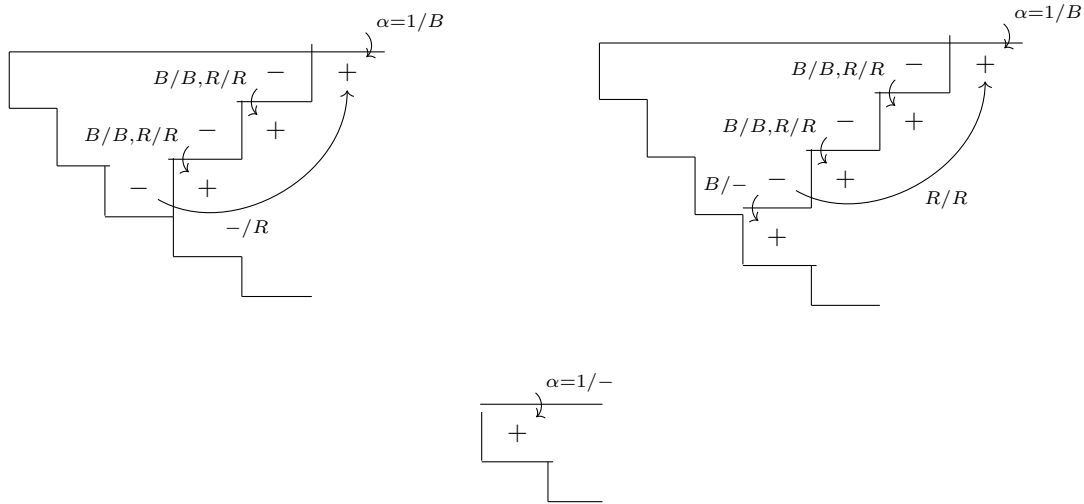 α=1/B
B/B,R/R − +
B/B,R/R − +
− +
−/R
α=1/B
B/B,R/R − +
B/B,R/R − +
B/− − +
R/R
+
α=1/−
+